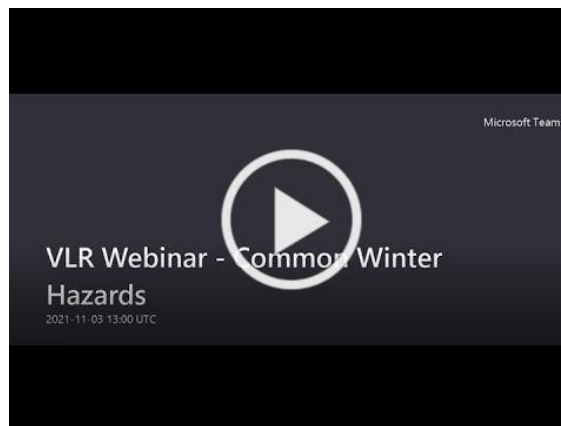 Microsoft Team
VLR Webinar - Common Winter
Hazards
2021-11-03 13:00 UTC